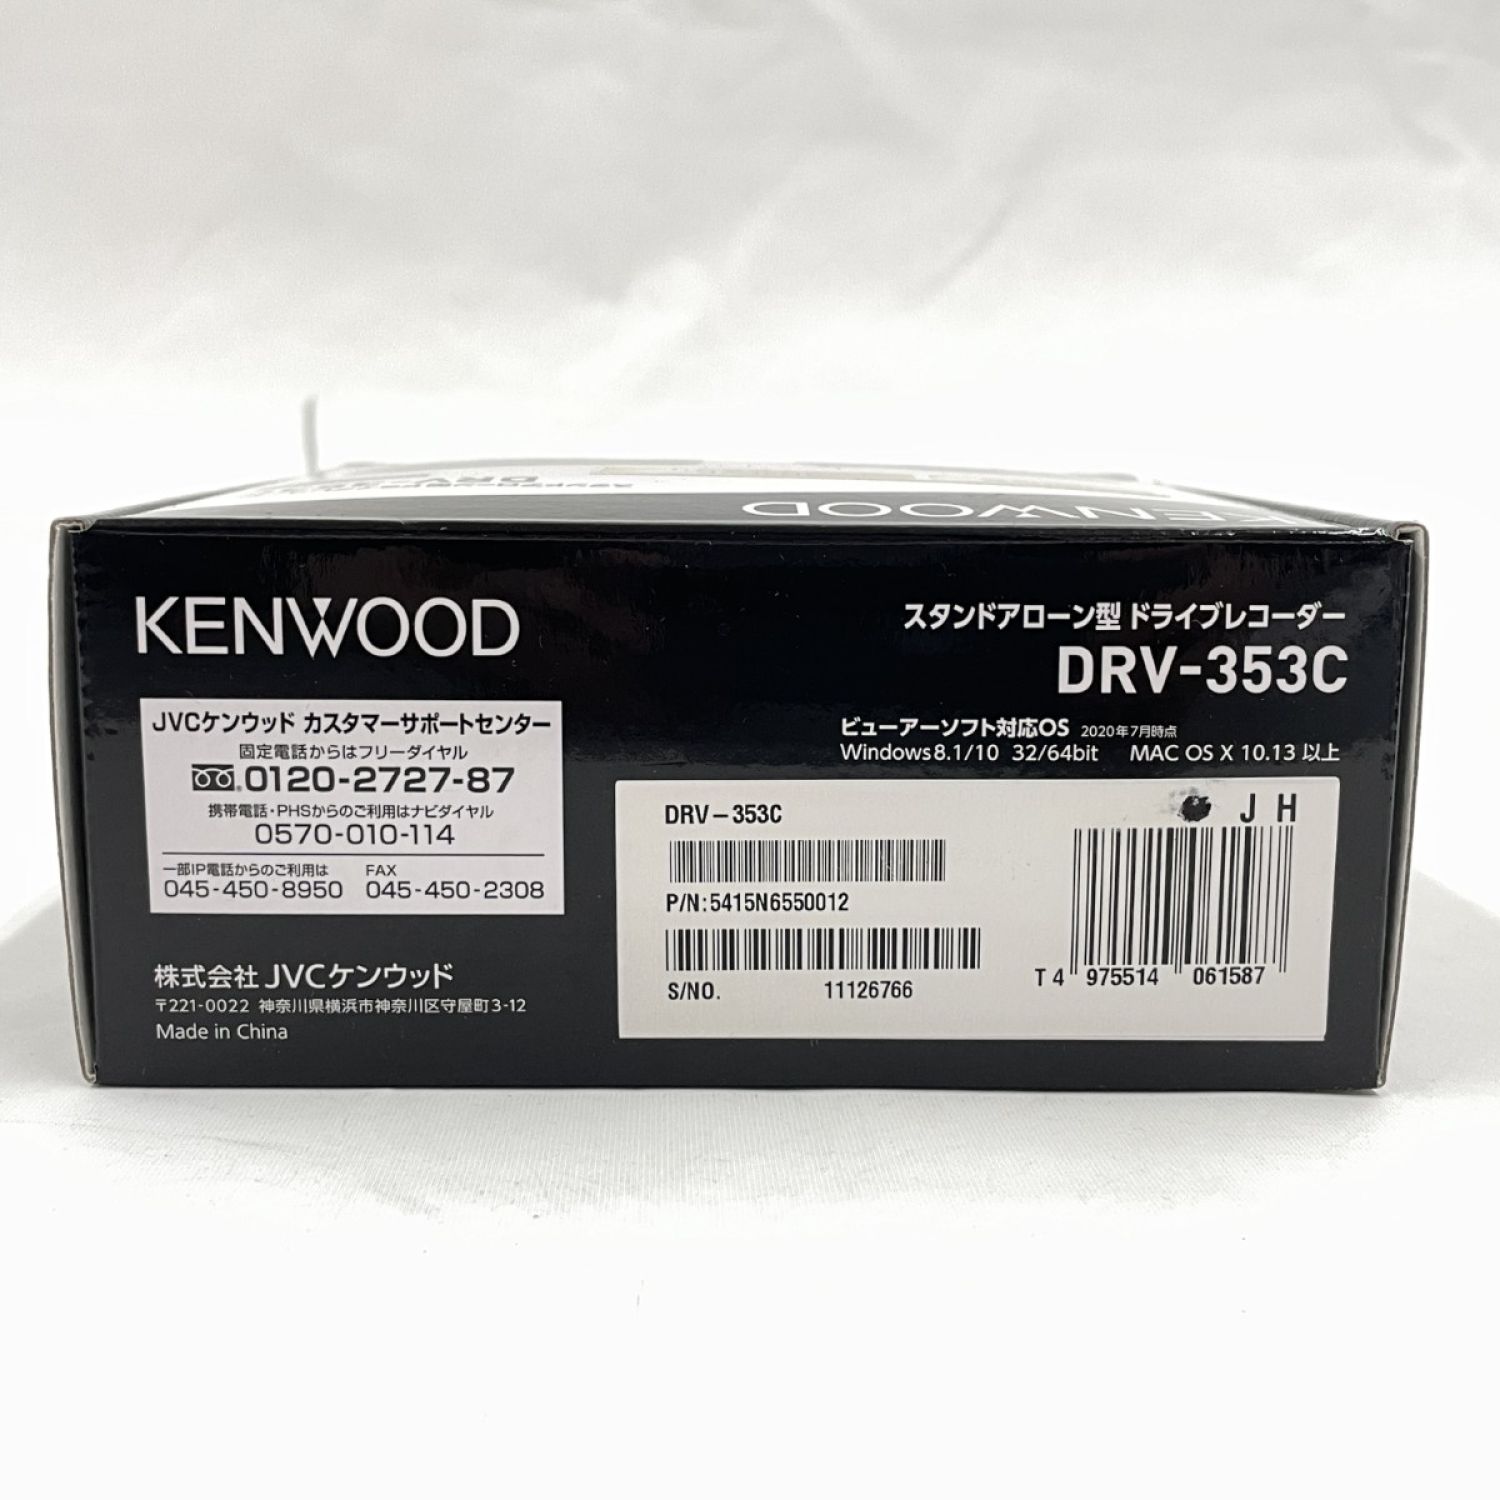 KENWOOD
KENWOOD
スタンドアローン型 ドライブレコーダー
DRV-353C
JVCケンウッド カスタマーサポートセンター
固定電話からはフリーダイヤル
0120-2727-87
携帯電話・PHSからのご利用はナビダイヤル
0570-010-114
一部IP電話からのご利用は FAX
045-450-8950 045-450-2308
ビューアーソフト対応OS 2020年7月時点
Windows8.1/10 32/64bit MAC OS X 10.13 以上
DRV-353C
J H
P/N:5415N6550012
S/NO. 11126766
T 4 975514 061587
株式会社 JVCケンウッド
〒221-0022 神奈川県横浜市神奈川区守屋町3-12
Made in China